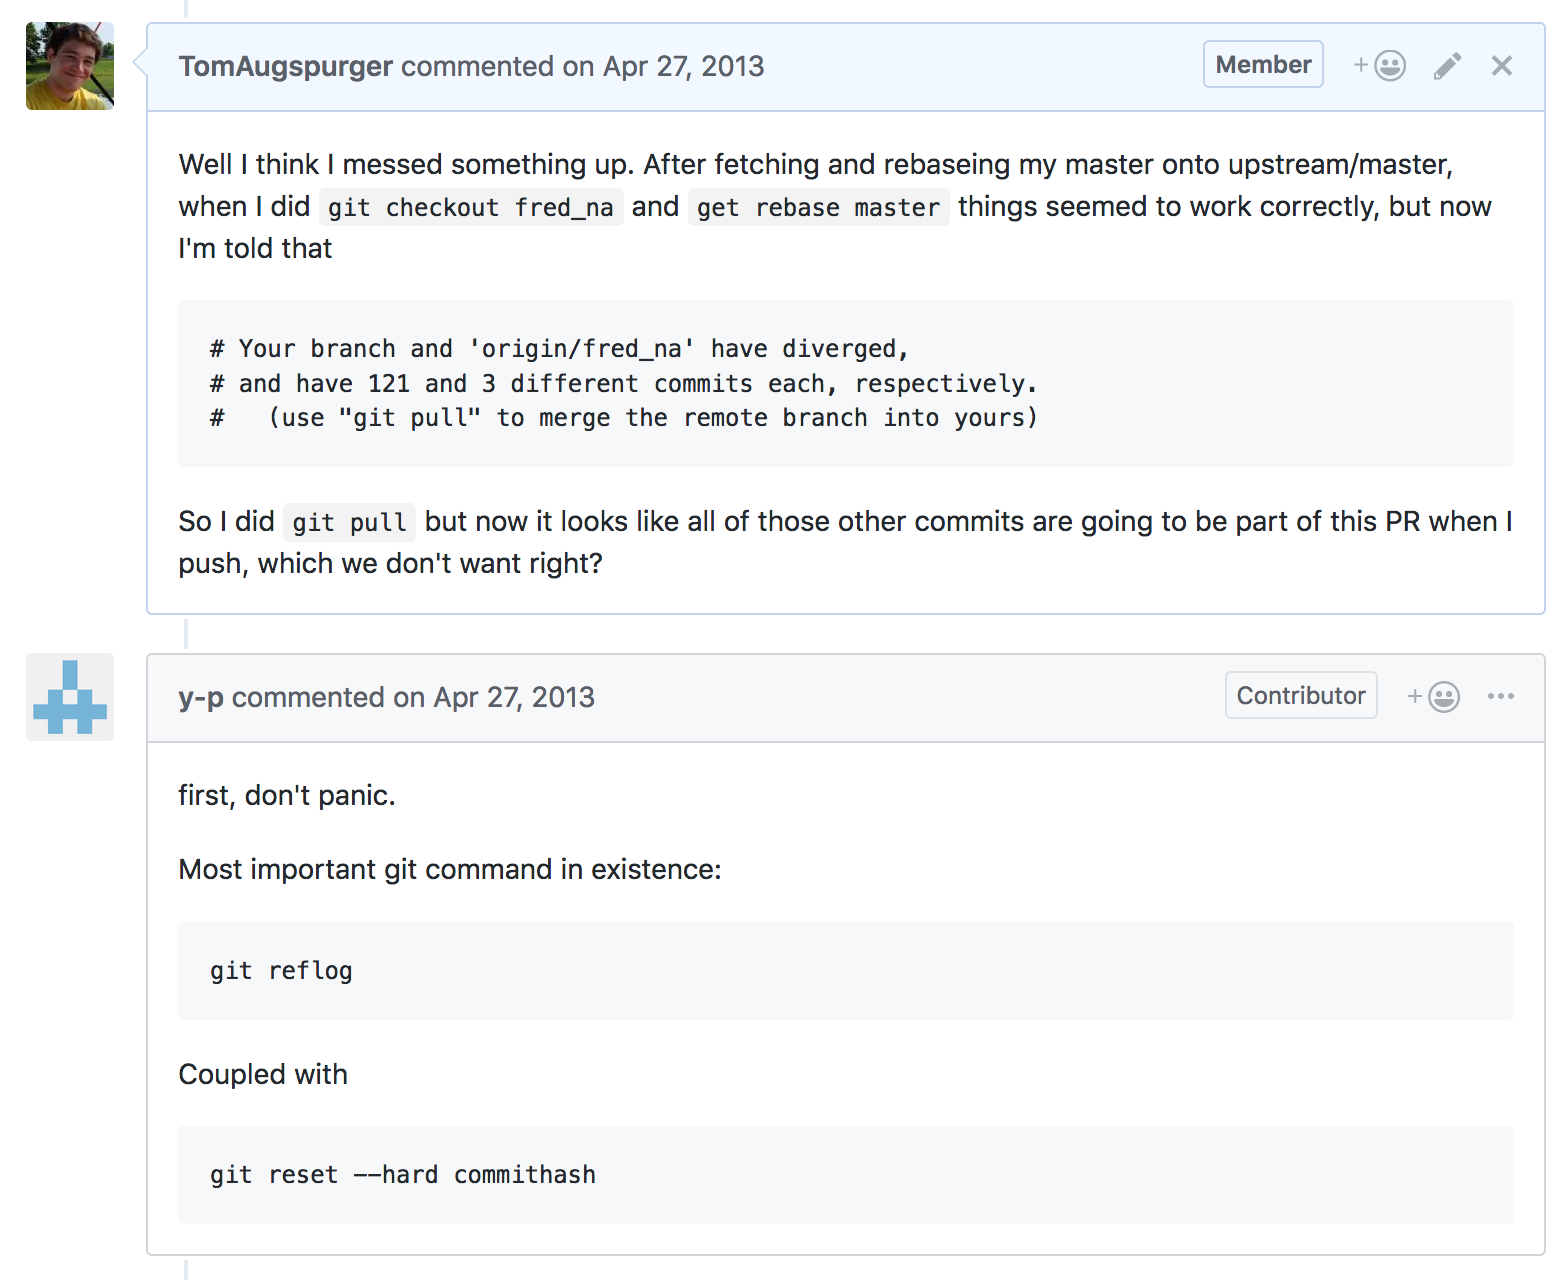 TomAugspurger commented on Apr 27, 2013 Member +
Well I think I messed something up. After fetching and rebaseing my master onto upstream/master,
when I did git checkout fred_na and get rebase master things seemed to work correctly, but now
I'm told that
# Your branch and 'origin/fred_na' have diverged,
# and have 121 and 3 different commits each, respectively.
#   (use "git pull" to merge the remote branch into yours)
So I did git pull but now it looks like all of those other commits are going to be part of this PR when I
push, which we don't want right?
y-p commented on Apr 27, 2013 Contributor +
first, don't panic.
Most important git command in existence:
git reflog
Coupled with
git reset --hard commithash